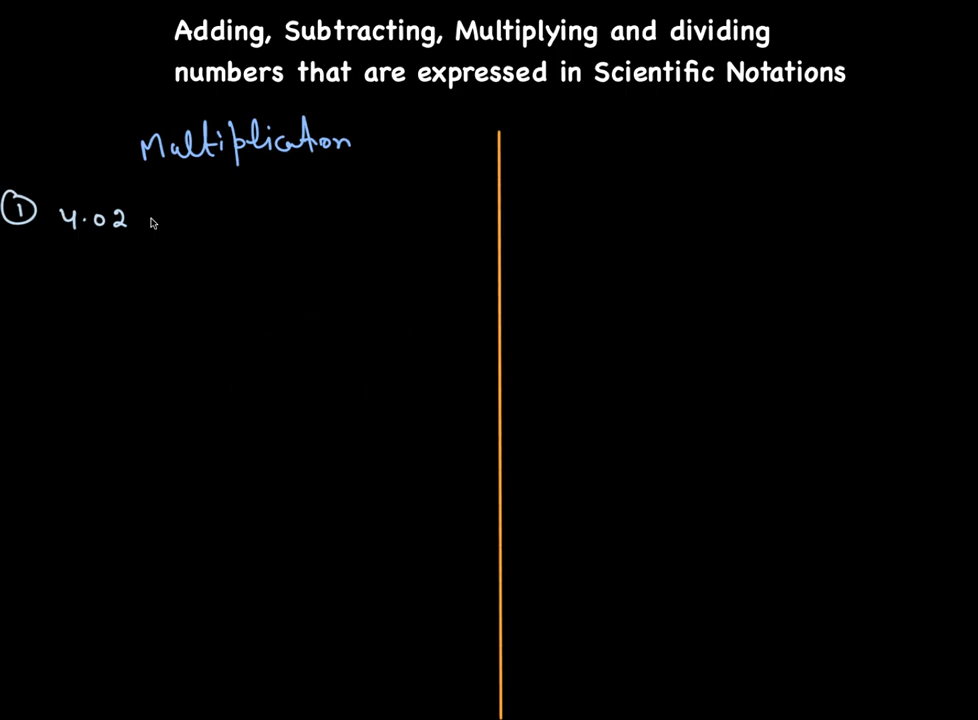 Adding, Subtracting, Multiplying and dividing
numbers that are expressed in Scientific Notations
Multiplication
① 4.02